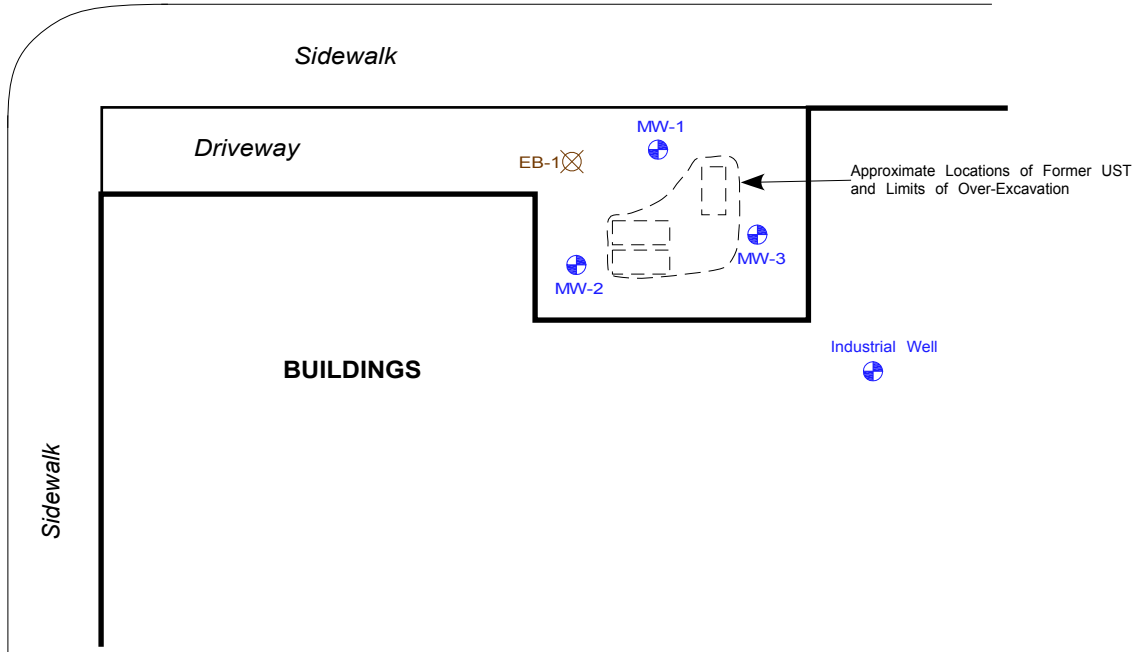 Sidewalk
MW-1
Driveway
EB-1
Approximate Locations of Former UST
and Limits of Over-Excavation
MW-3
MW-2
Industrial Well
BUILDINGS
Sidewalk